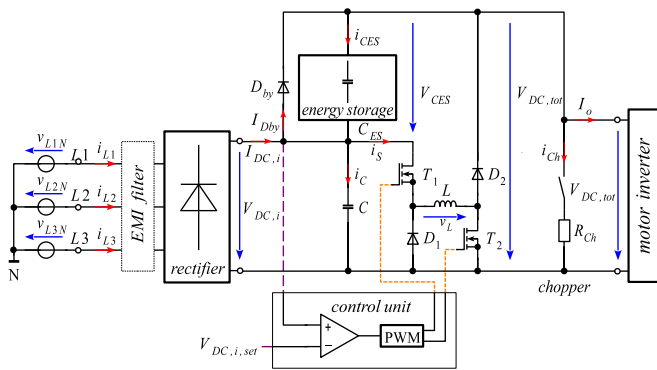 i_CES
D_by
energy storage
V_CES
V_DC,tot
I_o
I_Dby
C_ES
i_S
I_DC,i
v_L1N
L1
i_L1
v_L2N
L2
i_L2
v_L3N
L3
i_L3
N
EMI filter
rectifier
V_DC,i
i_C
C
T_1
L
v_L
D_1
D_2
T_2
i_Ch
V_DC,tot
R_Ch
chopper
motor inverter
control unit
+
−
PWM
V_DC,i,set